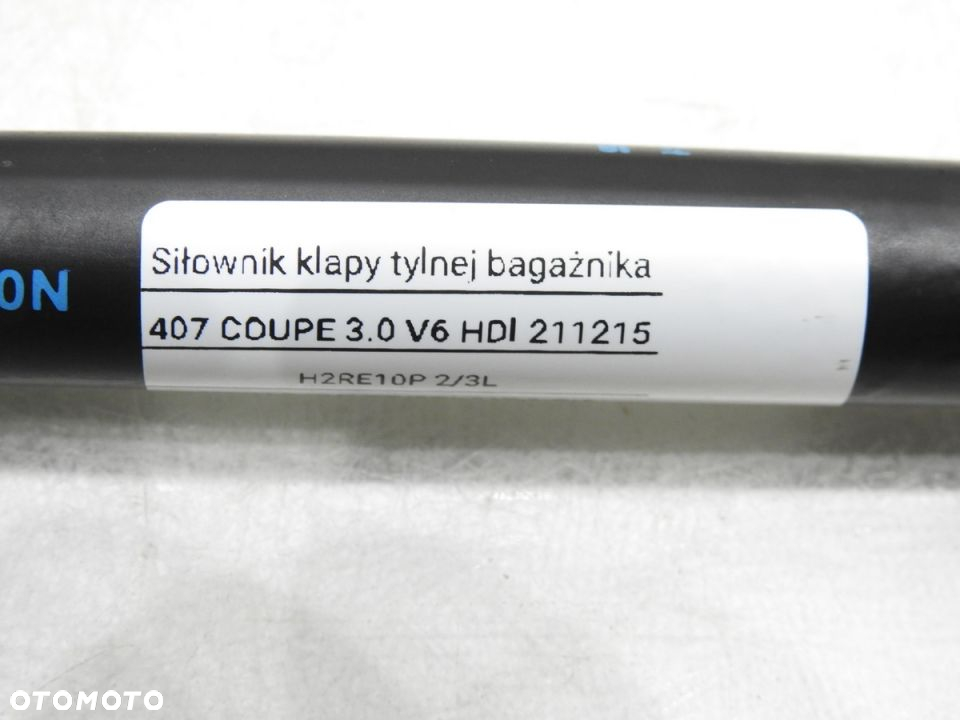 Siłownik klapy tylnej bagażnika
0N
407 COUPE 3.0 V6 HDI 211215
H2RE10P 2/3L
OTOMOTO